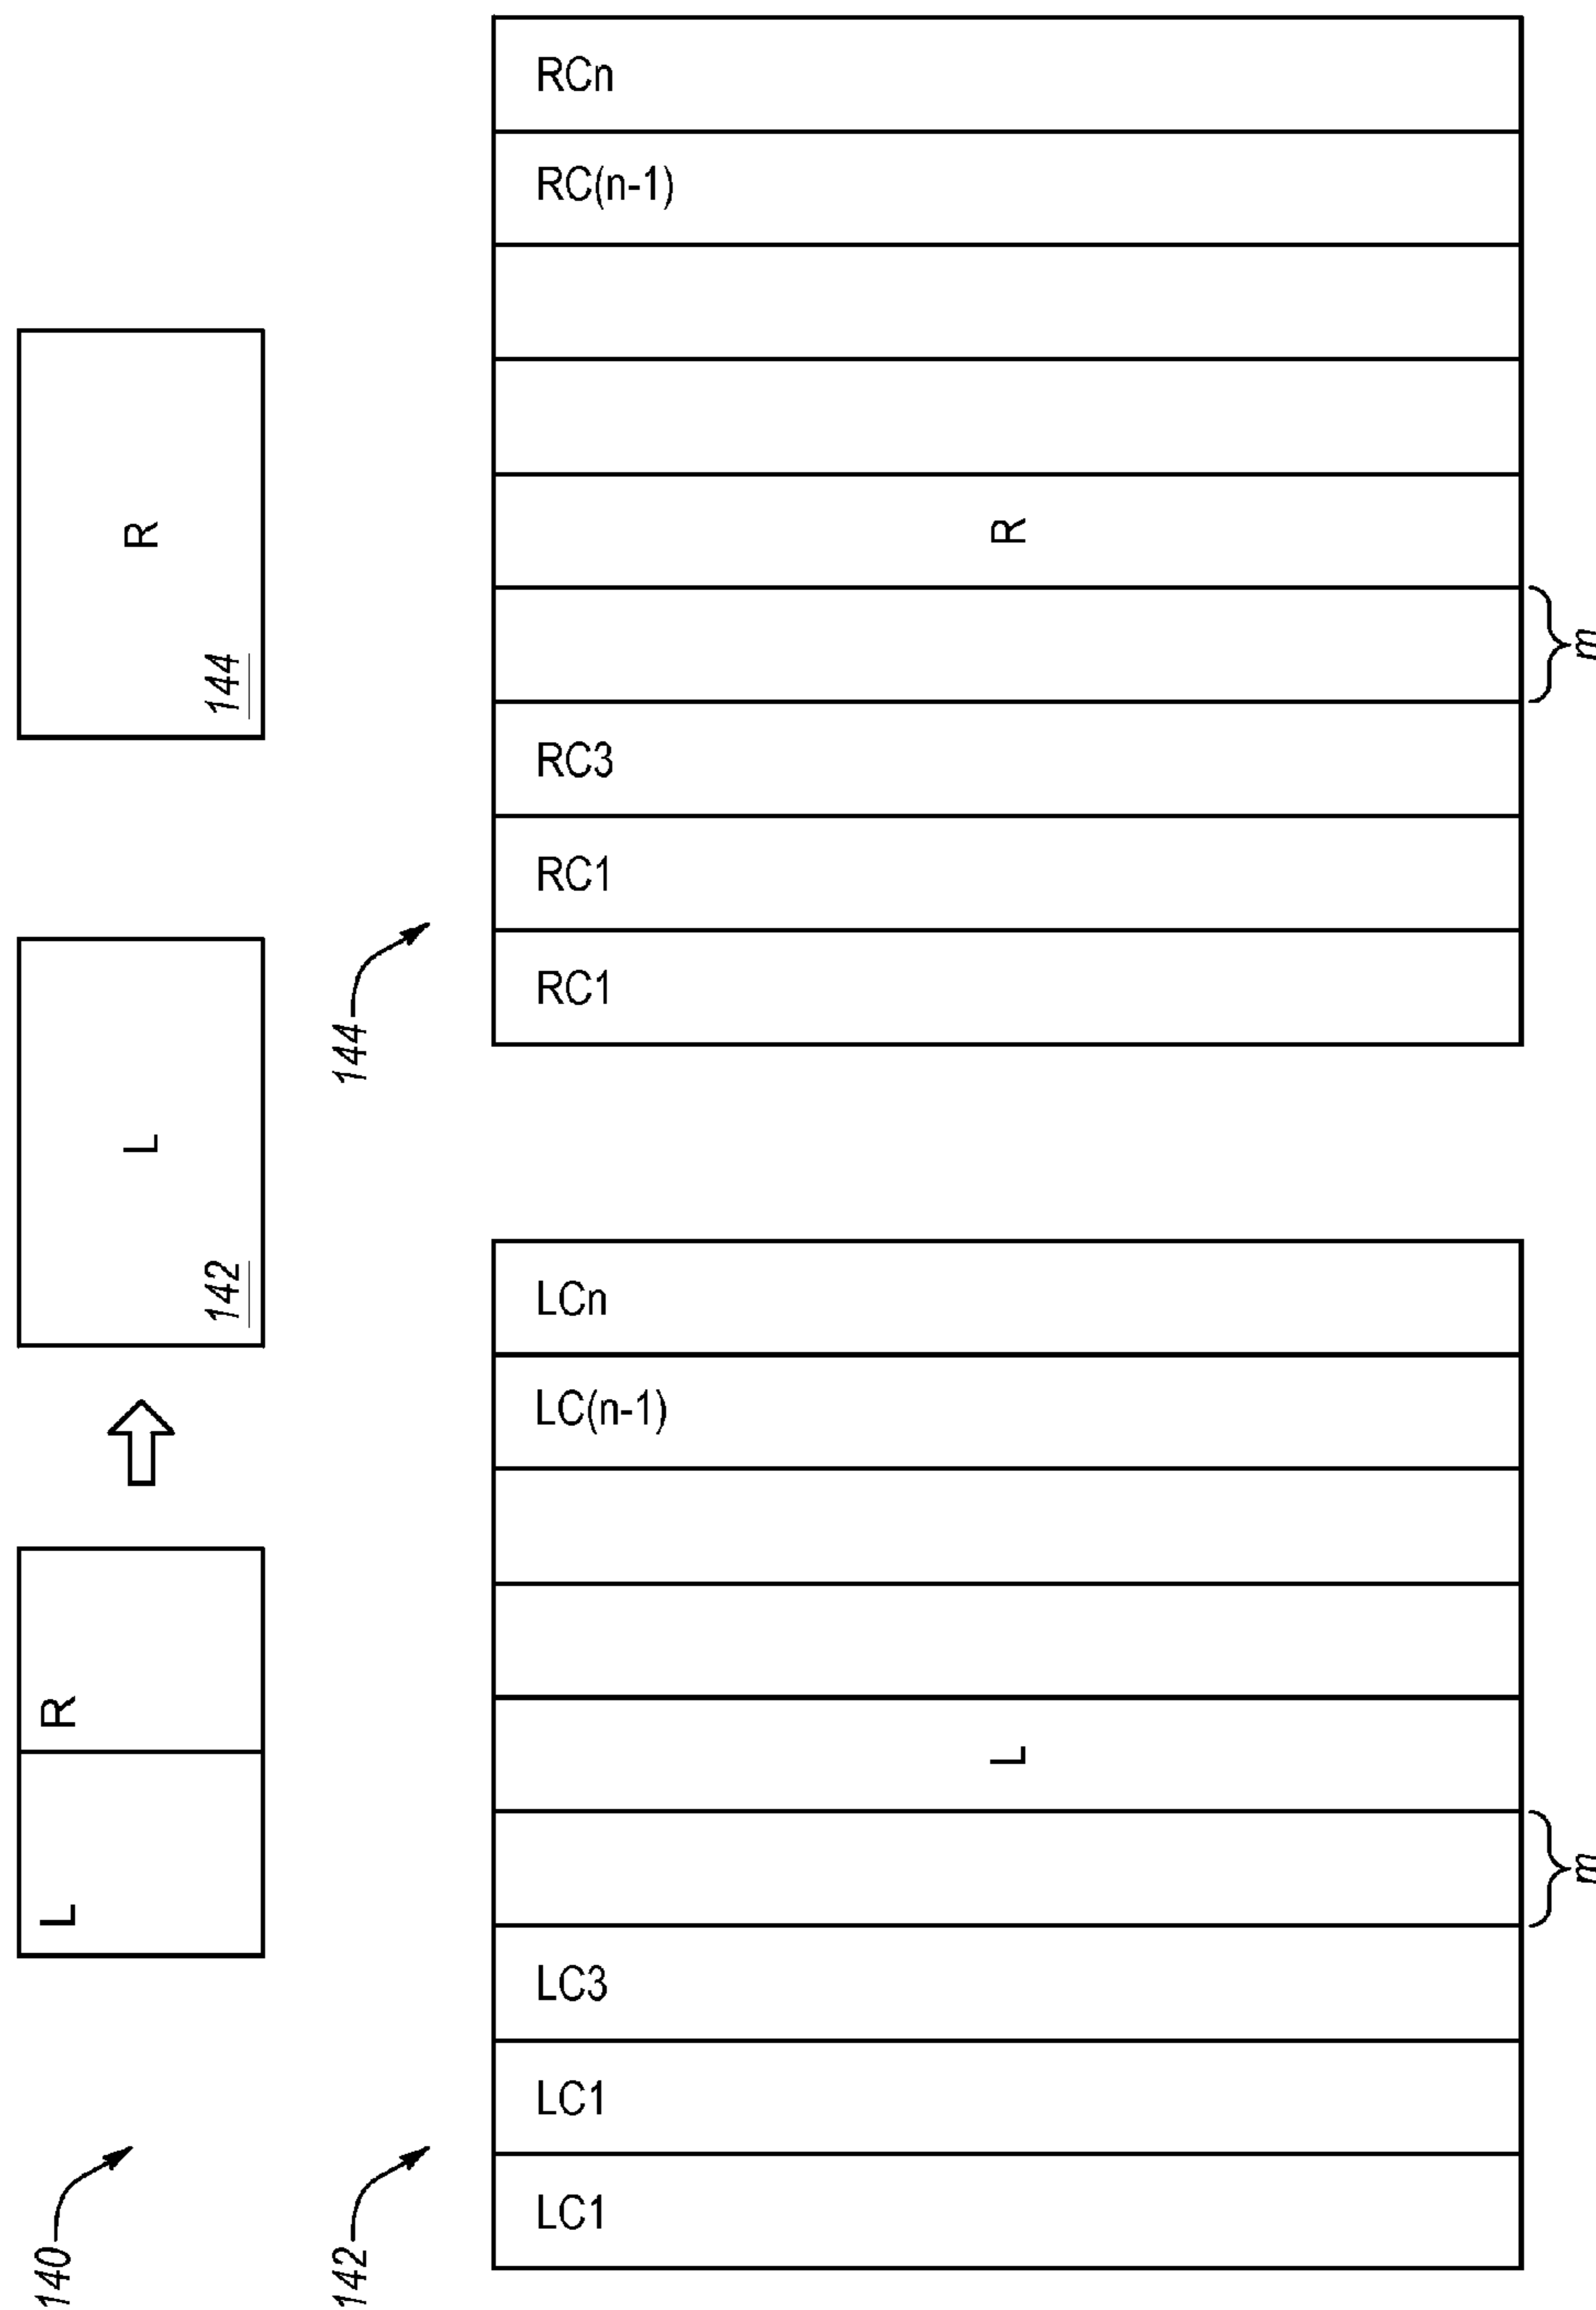 140
L
R
L
142
R
144
142
LC1
LC1
LC3
L
LC(n-1)
LCn
m
144
RC1
RC1
RC3
R
RC(n-1)
RCn
m